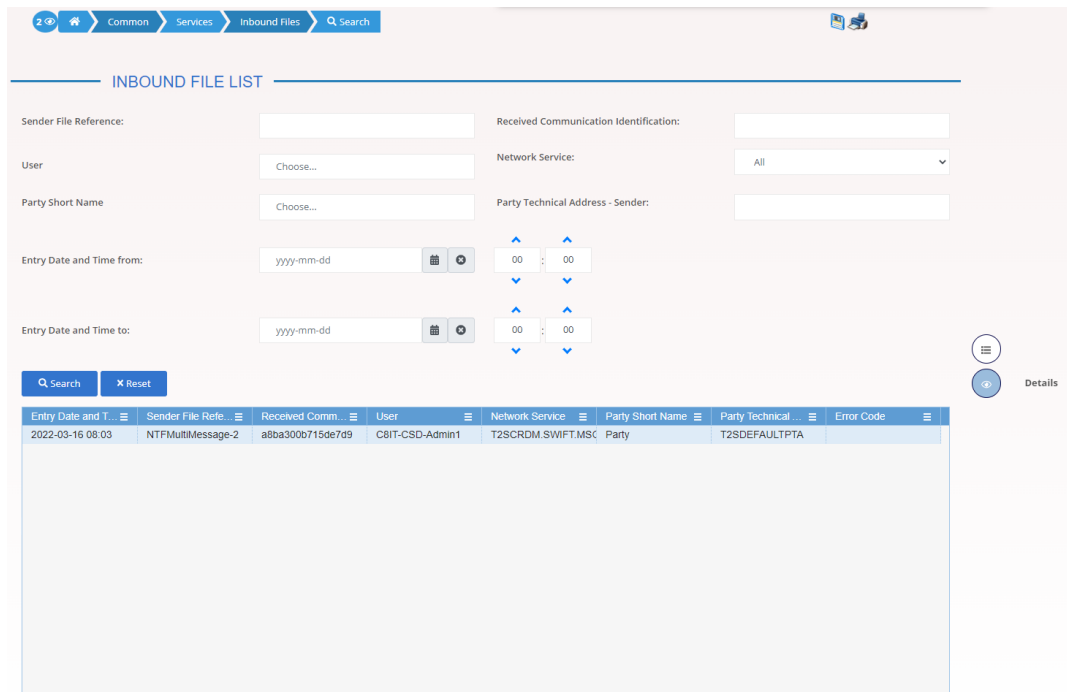 2 Common Services Inbound Files Search
INBOUND FILE LIST
Sender File Reference: Received Communication Identification:
User Choose... Network Service: All
Party Short Name Choose... Party Technical Address - Sender:
Entry Date and Time from: yyyy-mm-dd 00 : 00
Entry Date and Time to: yyyy-mm-dd 00 : 00
Search Reset
Details
Entry Date and T... Sender File Refe... Received Comm... User Network Service Party Short Name Party Technical ... Error Code
2022-03-16 08:03 NTFMultiMessage-2 a8ba300b715de7d9 C8IT-CSD-Admin1 T2SCRDM.SWIFT.MSG Party T2SDEFAULTPTA